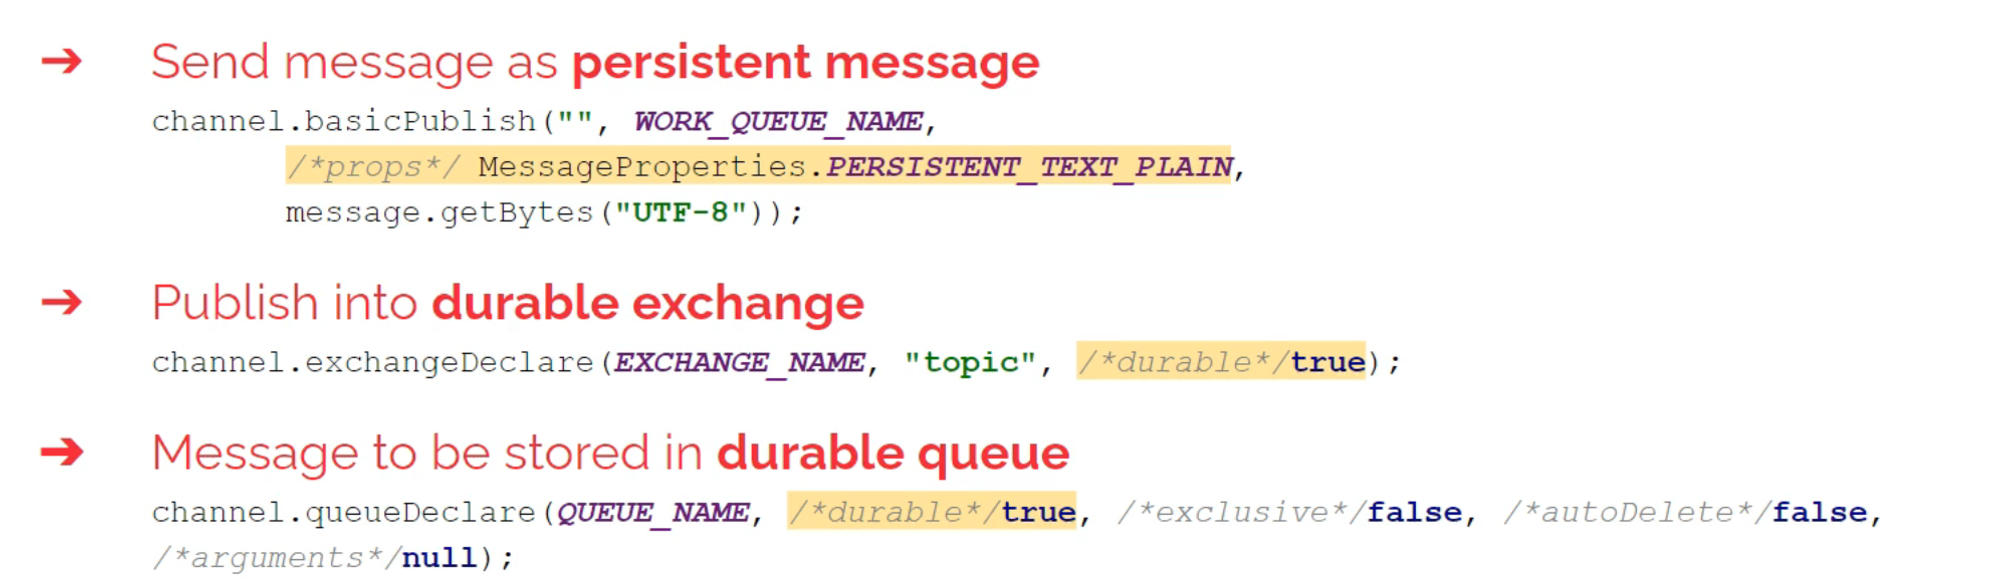 ➔ Send message as persistent message
channel.basicPublish("", WORK_QUEUE_NAME,
/*props*/ MessageProperties.PERSISTENT_TEXT_PLAIN,
message.getBytes("UTF-8"));
➔ Publish into durable exchange
channel.exchangeDeclare(EXCHANGE_NAME, "topic", /*durable*/true);
➔ Message to be stored in durable queue
channel.queueDeclare(QUEUE_NAME, /*durable*/true, /*exclusive*/false, /*autoDelete*/false,
/*arguments*/null);